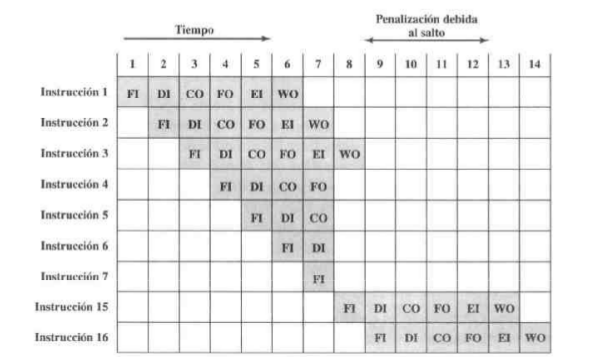 Tiempo
Penalización debida
al salto
1 2 3 4 5 6 7 8 9 10 11 12 13 14
Instrucción 1 FI DI CO FO EI WO
Instrucción 2 FI DI CO FO EI WO
Instrucción 3 FI DI CO FO EI WO
Instrucción 4 FI DI CO FO
Instrucción 5 FI DI CO
Instrucción 6 FI DI
Instrucción 7 FI
Instrucción 15 FI DI CO FO EI WO
Instrucción 16 FI DI CO FO EI WO